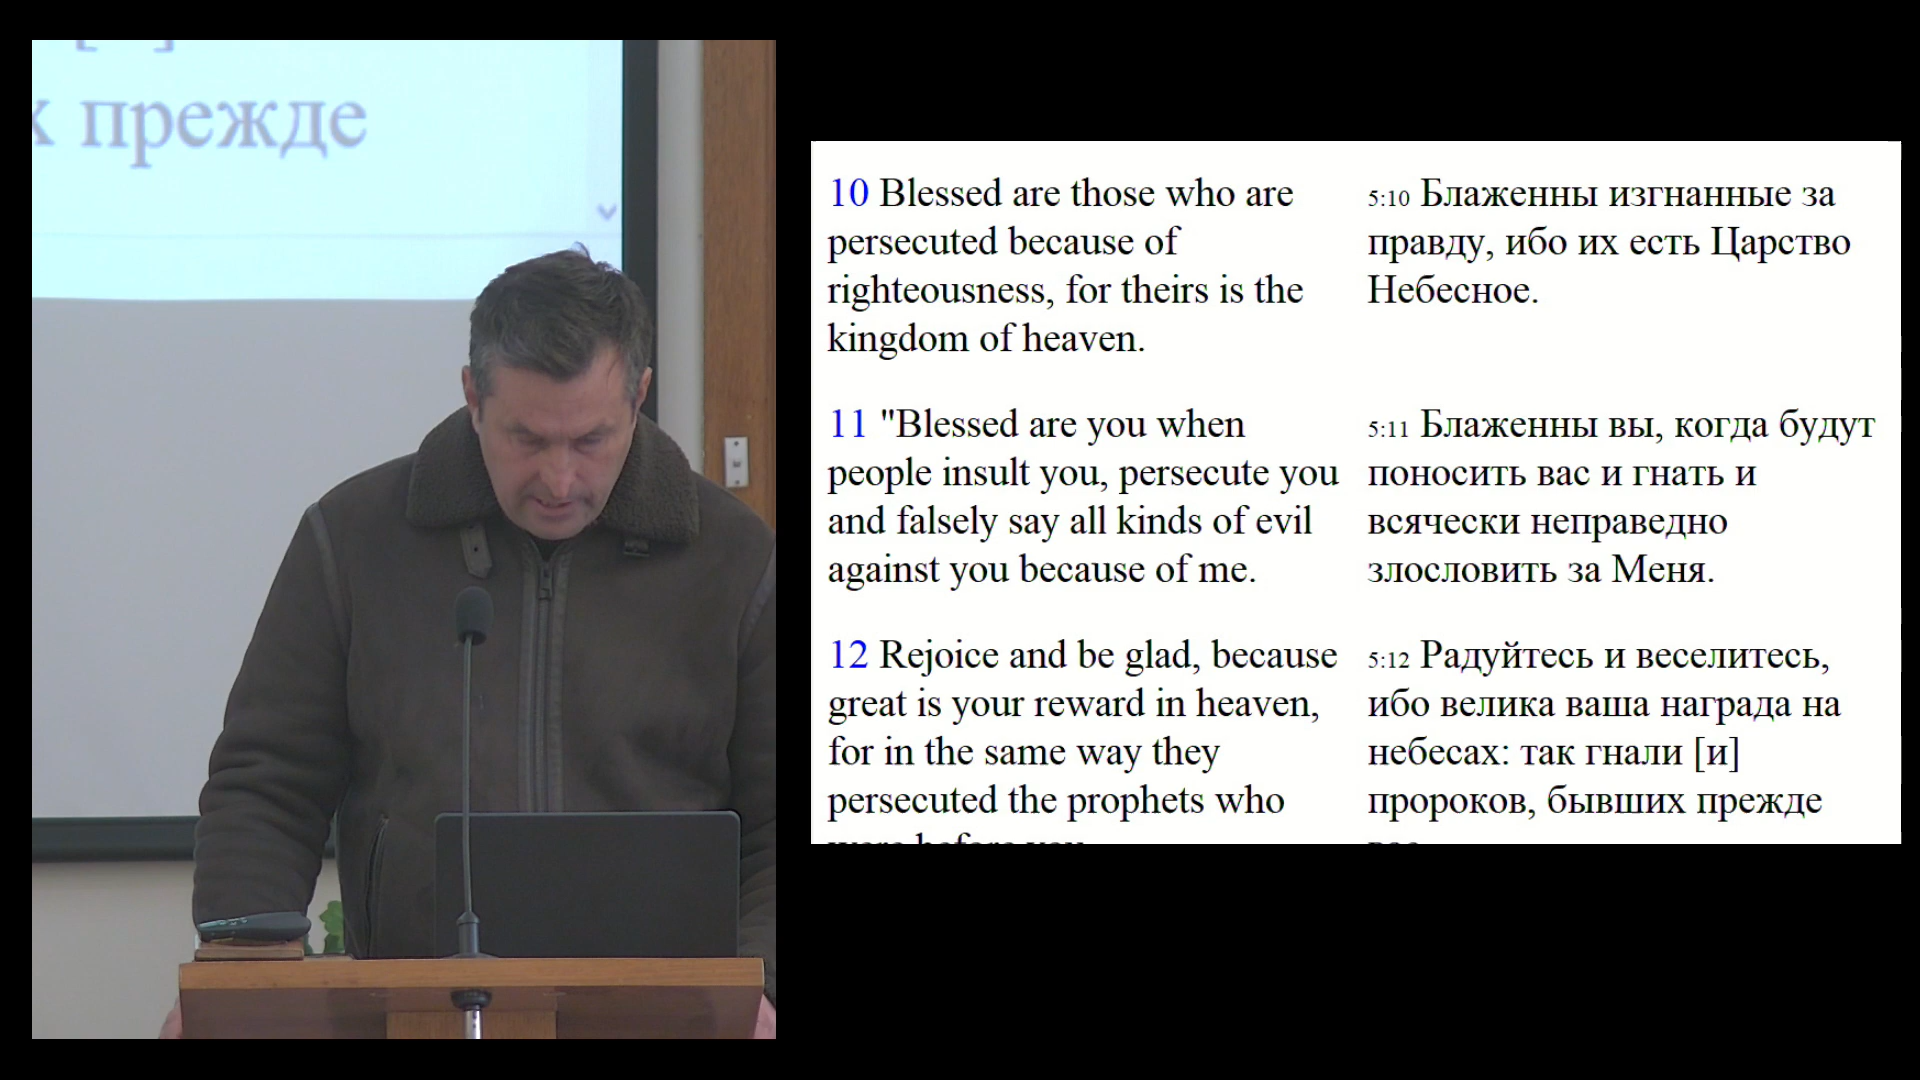 прежде
10 Blessed are those who are
persecuted because of
righteousness, for theirs is the
kingdom of heaven.
11 "Blessed are you when
people insult you, persecute you
and falsely say all kinds of evil
against you because of me.
12 Rejoice and be glad, because
great is your reward in heaven,
for in the same way they
persecuted the prophets who
were before you.
5:10 Блаженны изгнанные за
правду, ибо их есть Царство
Небесное.
5:11 Блаженны вы, когда будут
поносить вас и гнать и
всячески неправедно
злословить за Меня.
5:12 Радуйтесь и веселитесь,
ибо велика ваша награда на
небесах: так гнали [и]
пророков, бывших прежде
вас.